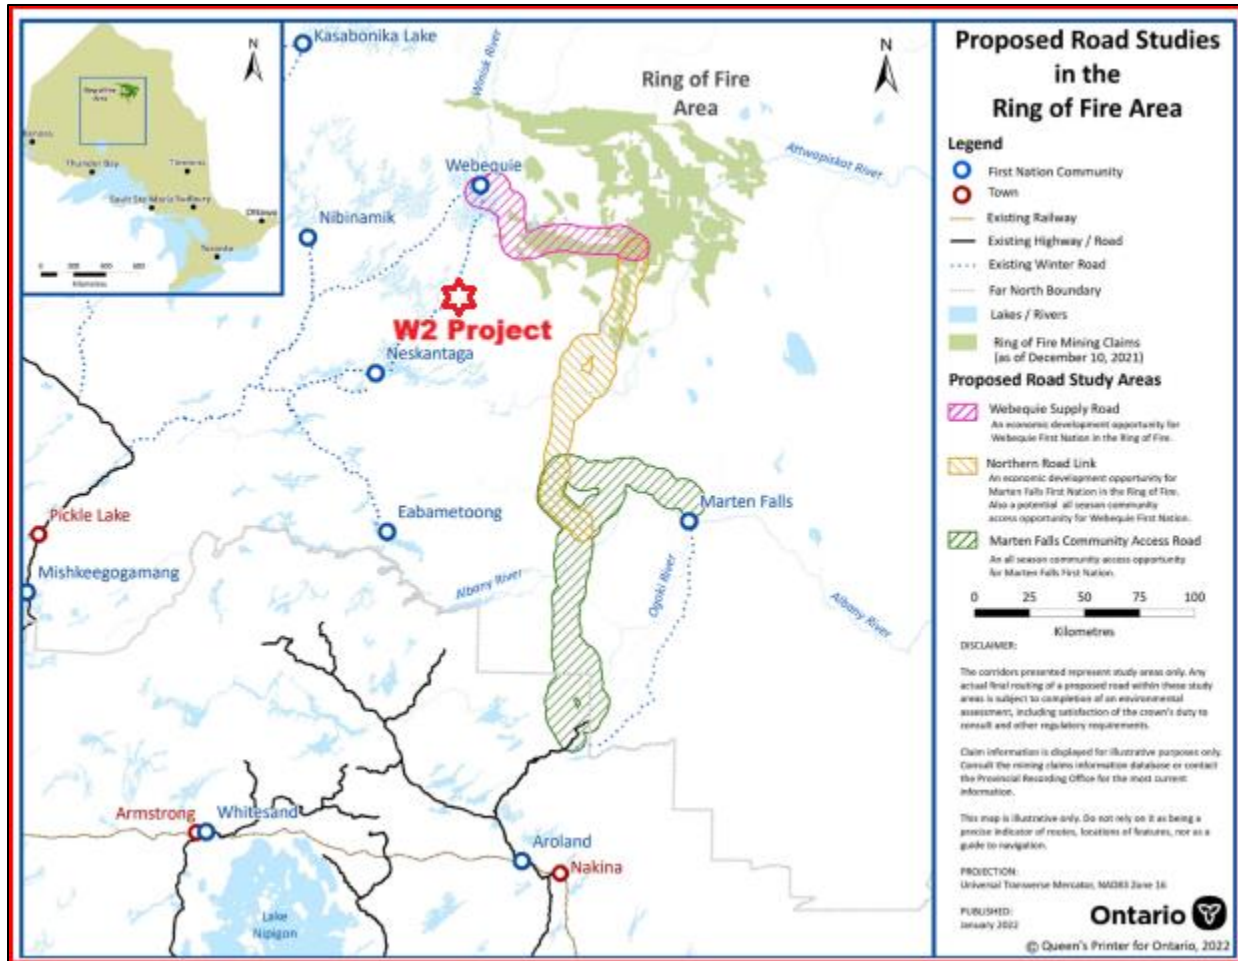 Kasabonika Lake
N
Winisk River
N
Ring of Fire
Area
Attwapiskat River
Webequie
Nibinamik
W2 Project
Neskantaga
Pickle Lake
Eabametoong
Marten Falls
Mishkeegogamang
Albany River
Ogoki River
Albany River
Armstrong
Whitesand
Aroland
Nakina
Lake
Nipigon
Ring of Fire
Area
Thunder Bay
Timmins
Sault Ste Marie
Sudbury
Ottawa
Toronto
Kilometres
Proposed Road Studies
in the
Ring of Fire Area
Legend
First Nation Community
Town
Existing Railway
Existing Highway / Road
Existing Winter Road
Far North Boundary
Lakes / Rivers
Ring of Fire Mining Claims
(as of December 10, 2021)
Proposed Road Study Areas
Webequie Supply Road
An economic development opportunity for
Webequie First Nation in the Ring of Fire.
Northern Road Link
An economic development opportunity for
Marten Falls First Nation in the Ring of Fire.
Also a potential all season community
access opportunity for Webequie First Nation.
Marten Falls Community Access Road
An all season community access opportunity
for Marten Falls First Nation.
0 25 50 75 100
Kilometres
DISCLAIMER:
The corridors presented represent study areas only. Any
actual final routing of a proposed road within these study
areas is subject to completion of an environmental
assessment, including satisfaction of the crown's duty to
consult and other regulatory requirements.
Claim information is displayed for illustrative purposes only.
Consult the mining claims information database or contact
the Provincial Recording Office for the most current
information.
This map is illustrative only. Do not rely on it as being a
precise indicator of routes, locations of features, nor as a
guide to navigation.
PROJECTION:
Universal Transverse Mercator, NAD83 Zone 16
PUBLISHED:
January 2022
Ontario
© Queen's Printer for Ontario, 2022